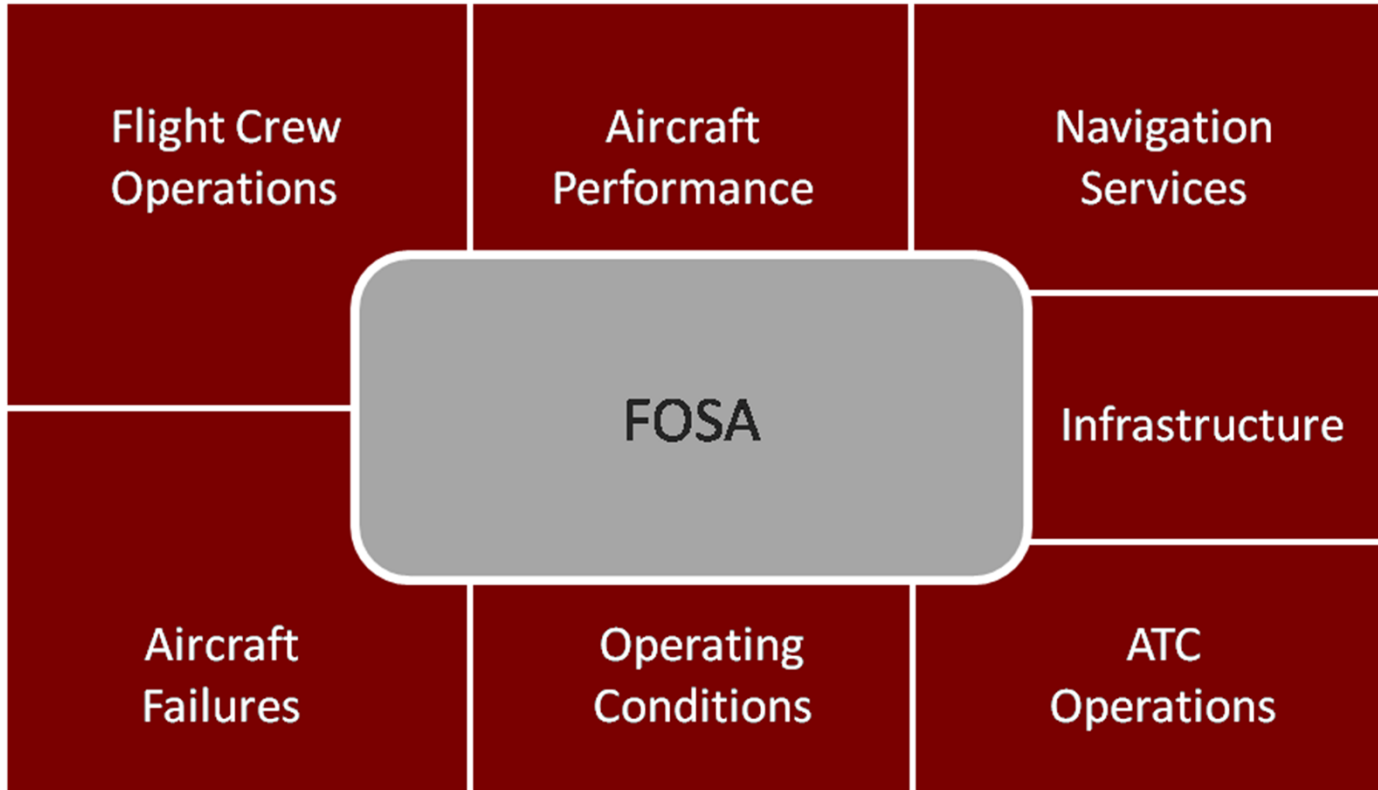 Flight Crew
Operations
Aircraft
Performance
Navigation
Services
FOSA
Infrastructure
Aircraft
Failures
Operating
Conditions
ATC
Operations